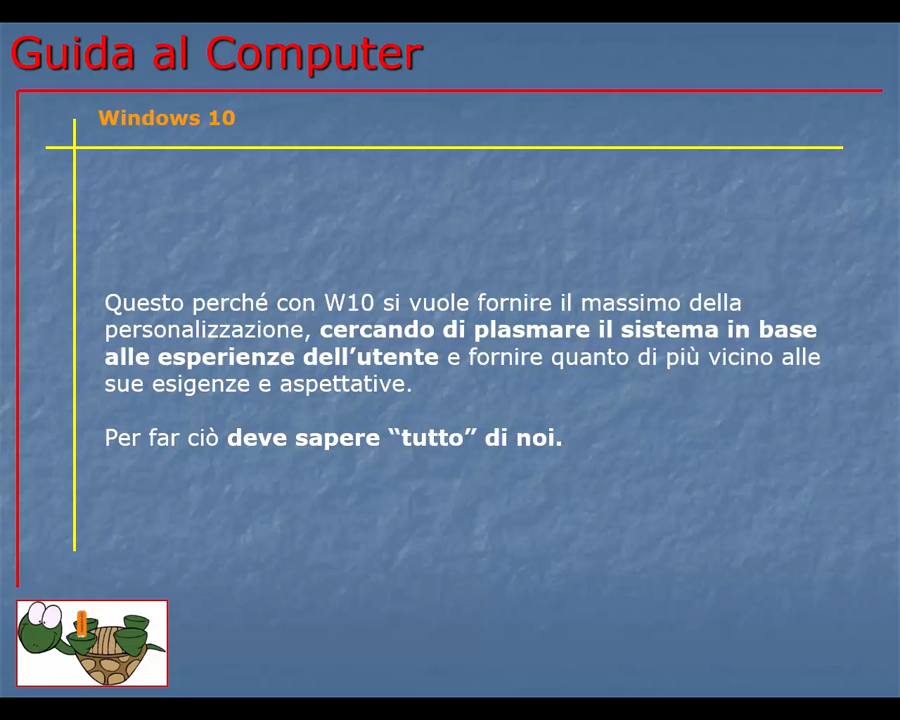 Guida al Computer
Windows 10
Questo perché con W10 si vuole fornire il massimo della
personalizzazione, cercando di plasmare il sistema in base
alle esperienze dell’utente e fornire quanto di più vicino alle
sue esigenze e aspettative.
Per far ciò deve sapere “tutto” di noi.